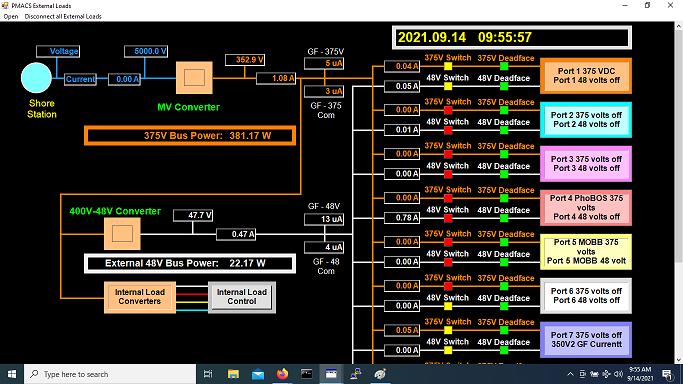 PMACS External Loads
Open Disconnect all External Loads
2021.09.14 09:55:57
Voltage
5000.0 V
352.9 V
GF - 375V
5 uA
Current
0.00 A
1.08 A
3 uA
GF - 375
Com
Shore
Station
MV Converter
375V Bus Power: 381.17 W
400V-48V Converter
47.7 V
0.47 A
GF - 48V
13 uA
4 uA
GF - 48
Com
External 48V Bus Power: 22.17 W
Internal Load
Converters
Internal Load
Control
0.04 A 375V Switch 375V Deadface
0.05 A 48V Switch 48V Deadface
Port 1 375 VDC
Port 1 48 volts off
0.00 A 375V Switch 375V Deadface
0.01 A 48V Switch 48V Deadface
Port 2 375 volts off
Port 2 48 volts off
0.00 A 375V Switch 375V Deadface
0.00 A 48V Switch 48V Deadface
Port 3 375 volts off
Port 3 48 volts off
0.00 A 375V Switch 375V Deadface
0.78 A 48V Switch 48V Deadface
Port 4 PhoBOS 375
volts
Port 4 48 volts off
0.00 A 375V Switch 375V Deadface
0.00 A 48V Switch 48V Deadface
Port 5 MOBB 375
volts
Port 5 MOBB 48 volt
0.00 A 375V Switch 375V Deadface
0.00 A 48V Switch 48V Deadface
Port 6 375 volts off
Port 6 48 volts off
0.05 A 375V Switch 375V Deadface
0.00 A 48V Switch 48V Deadface
Port 7 375 volts off
350V2 GF Current
Type here to search
9:55 AM
9/14/2021